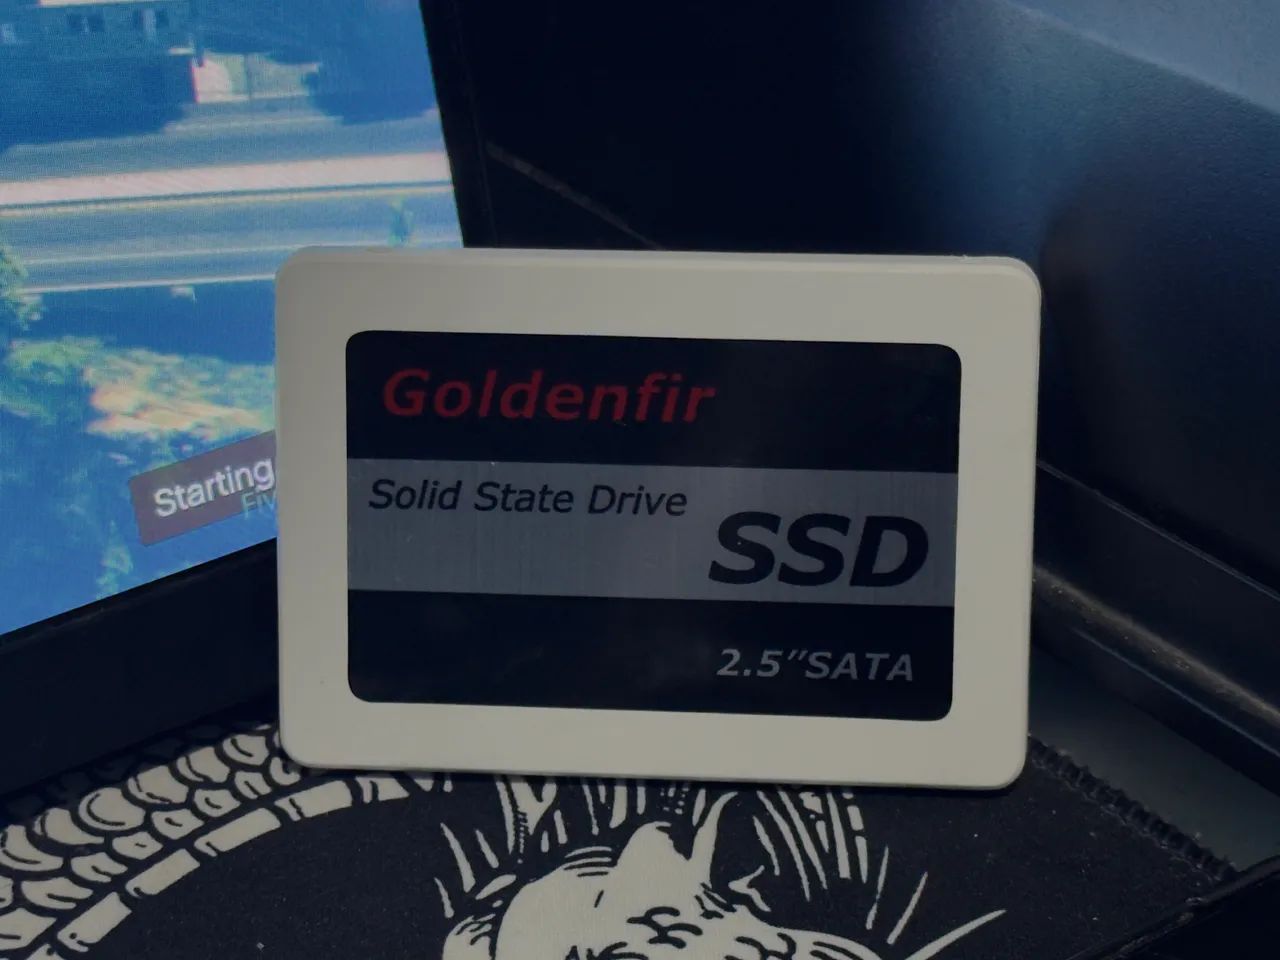 Goldenfir
Solid State Drive
SSD
2.5"SATA
Starting